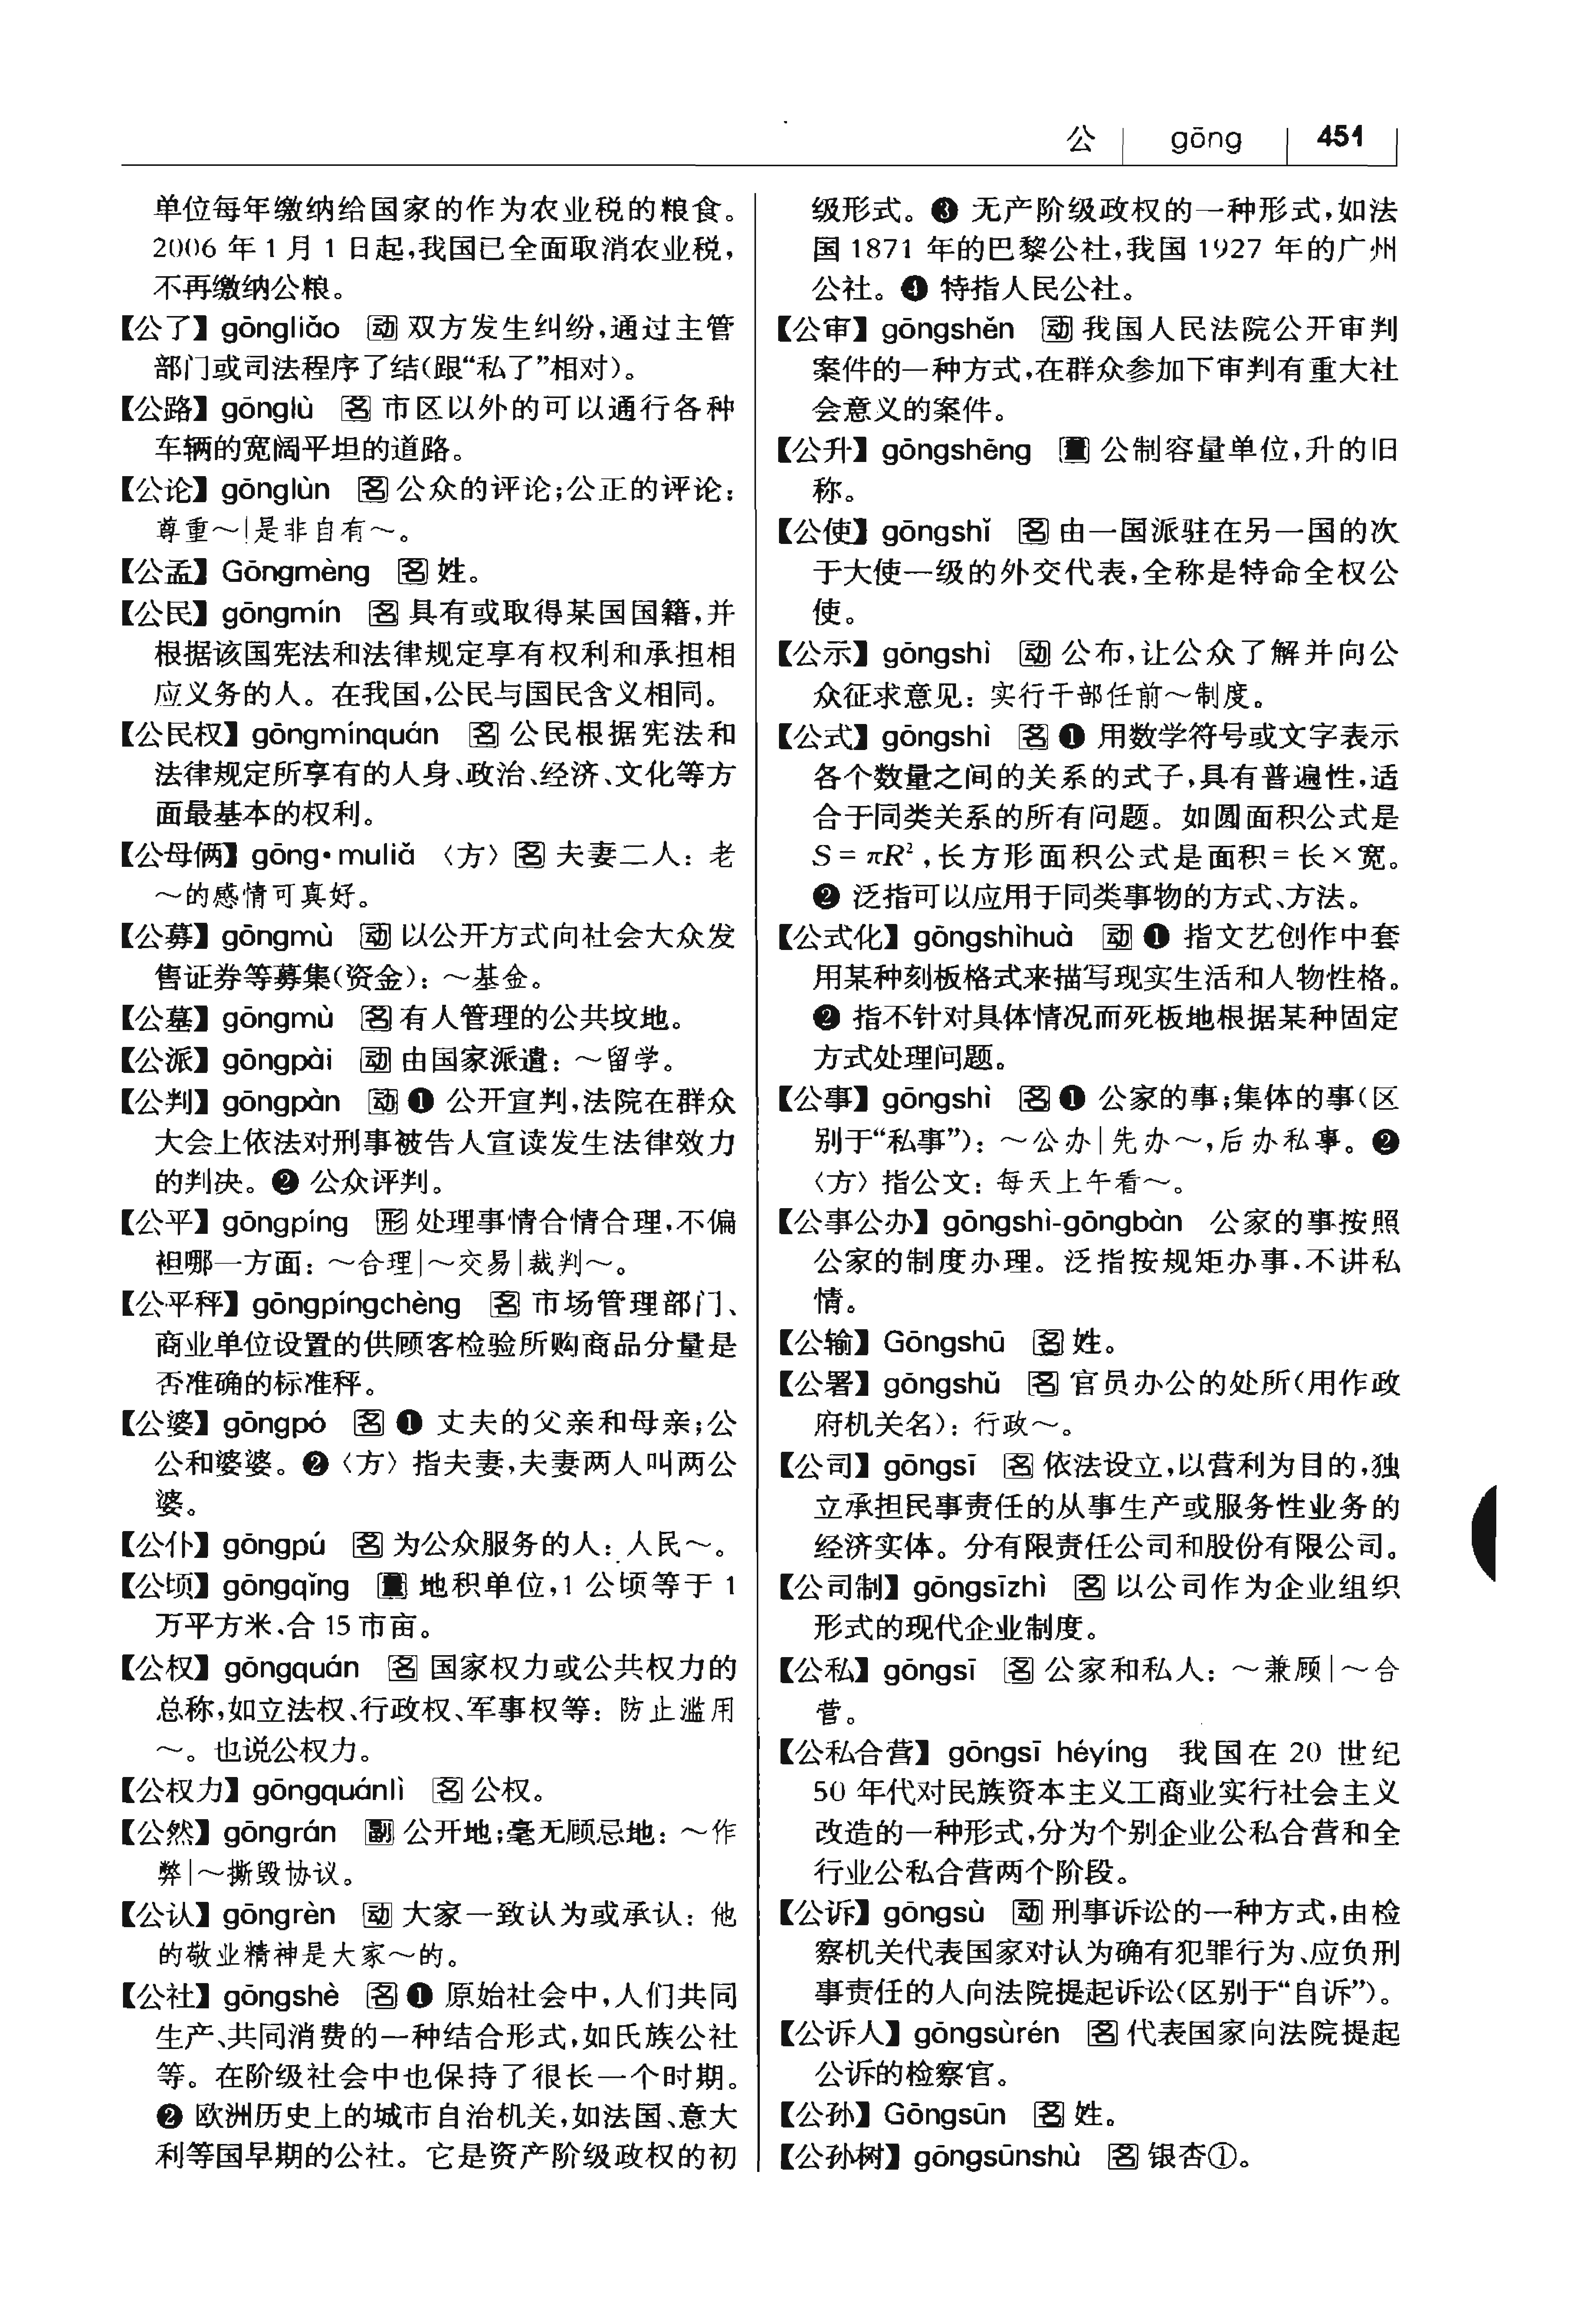 公 gōng 451
单位每年缴纳给国家的作为农业税的粮食。
2006 年 1 月 1 日起,我国已全面取消农业税,
不再缴纳公粮。
【公了】gōngliǎo 动 双方发生纠纷,通过主管
部门或司法程序了结(跟“私了”相对)。
【公路】gōnglù 名 市区以外的可以通行各种
车辆的宽阔平坦的道路。
【公论】gōnglùn 名 公众的评论;公正的评论:
尊重～|是非自有～。
【公孟】Gōngmèng 名 姓。
【公民】gōngmín 名 具有或取得某国国籍,并
根据该国宪法和法律规定享有权利和承担相
应义务的人。在我国,公民与国民含义相同。
【公民权】gōngmínquán 名 公民根据宪法和
法律规定所享有的人身、政治、经济、文化等方
面最基本的权利。
【公母俩】gōng·muliǎ 〈方〉名 夫妻二人: 老
～的感情可真好。
【公募】gōngmù 动 以公开方式向社会大众发
售证券等募集(资金): ～基金。
【公墓】gōngmù 名 有人管理的公共坟地。
【公派】gōngpài 动 由国家派遣: ～留学。
【公判】gōngpàn 动 ❶ 公开宣判,法院在群众
大会上依法对刑事被告人宣读发生法律效力
的判决。❷ 公众评判。
【公平】gōngpíng 形 处理事情合情合理,不偏
袒哪一方面: ～合理|～交易|裁判～。
【公平秤】gōngpíngchèng 名 市场管理部门、
商业单位设置的供顾客检验所购商品分量是
否准确的标准秤。
【公婆】gōngpó 名 ❶ 丈夫的父亲和母亲;公
公和婆婆。❷〈方〉指夫妻,夫妻两人叫两公
婆。
【公仆】gōngpú 名 为公众服务的人: 人民～。
【公顷】gōngqǐng 量 地积单位,1 公顷等于 1
万平方米,合 15 市亩。
【公权】gōngquán 名 国家权力或公共权力的
总称,如立法权、行政权、军事权等: 防止滥用
～。也说公权力。
【公权力】gōngquánlì 名 公权。
【公然】gōngrán 副 公开地;毫无顾忌地: ～作
弊|～撕毁协议。
【公认】gōngrèn 动 大家一致认为或承认: 他
的敬业精神是大家～的。
【公社】gōngshè 名 ❶ 原始社会中,人们共同
生产、共同消费的一种结合形式,如氏族公社
等。在阶级社会中也保持了很长一个时期。
❷ 欧洲历史上的城市自治机关,如法国、意大
利等国早期的公社。它是资产阶级政权的初
级形式。❸ 无产阶级政权的一种形式,如法
国 1871 年的巴黎公社,我国 1927 年的广州
公社。❹ 特指人民公社。
【公审】gōngshěn 动 我国人民法院公开审判
案件的一种方式,在群众参加下审判有重大社
会意义的案件。
【公升】gōngshēng 量 公制容量单位,升的旧
称。
【公使】gōngshǐ 名 由一国派驻在另一国的次
于大使一级的外交代表,全称是特命全权公
使。
【公示】gōngshì 动 公布,让公众了解并向公
众征求意见: 实行干部任前～制度。
【公式】gōngshì 名 ❶ 用数学符号或文字表示
各个数量之间的关系的式子,具有普遍性,适
合于同类关系的所有问题。如圆面积公式是
S = πR²,长方形面积公式是面积=长×宽。
❷ 泛指可以应用于同类事物的方式、方法。
【公式化】gōngshìhuà 动 ❶ 指文艺创作中套
用某种刻板格式来描写现实生活和人物性格。
❷ 指不针对具体情况而死板地根据某种固定
方式处理问题。
【公事】gōngshì 名 ❶ 公家的事;集体的事(区
别于“私事”): ～公办|先办～,后办私事。❷
〈方〉指公文: 每天上午看～。
【公事公办】gōngshì-gōngbàn 公家的事按照
公家的制度办理。泛指按规矩办事,不讲私
情。
【公输】Gōngshū 名 姓。
【公署】gōngshǔ 名 官员办公的处所(用作政
府机关名): 行政～。
【公司】gōngsī 名 依法设立,以营利为目的,独
立承担民事责任的从事生产或服务性业务的
经济实体。分有限责任公司和股份有限公司。
【公司制】gōngsīzhì 名 以公司作为企业组织
形式的现代企业制度。
【公私】gōngsī 名 公家和私人: ～兼顾|～合
营。
【公私合营】gōngsī héyíng 我国在 20 世纪
50 年代对民族资本主义工商业实行社会主义
改造的一种形式,分为个别企业公私合营和全
行业公私合营两个阶段。
【公诉】gōngsù 动 刑事诉讼的一种方式,由检
察机关代表国家对认为确有犯罪行为、应负刑
事责任的人向法院提起诉讼(区别于“自诉”)。
【公诉人】gōngsùrén 名 代表国家向法院提起
公诉的检察官。
【公孙】Gōngsūn 名 姓。
【公孙树】gōngsūnshù 名 银杏①。